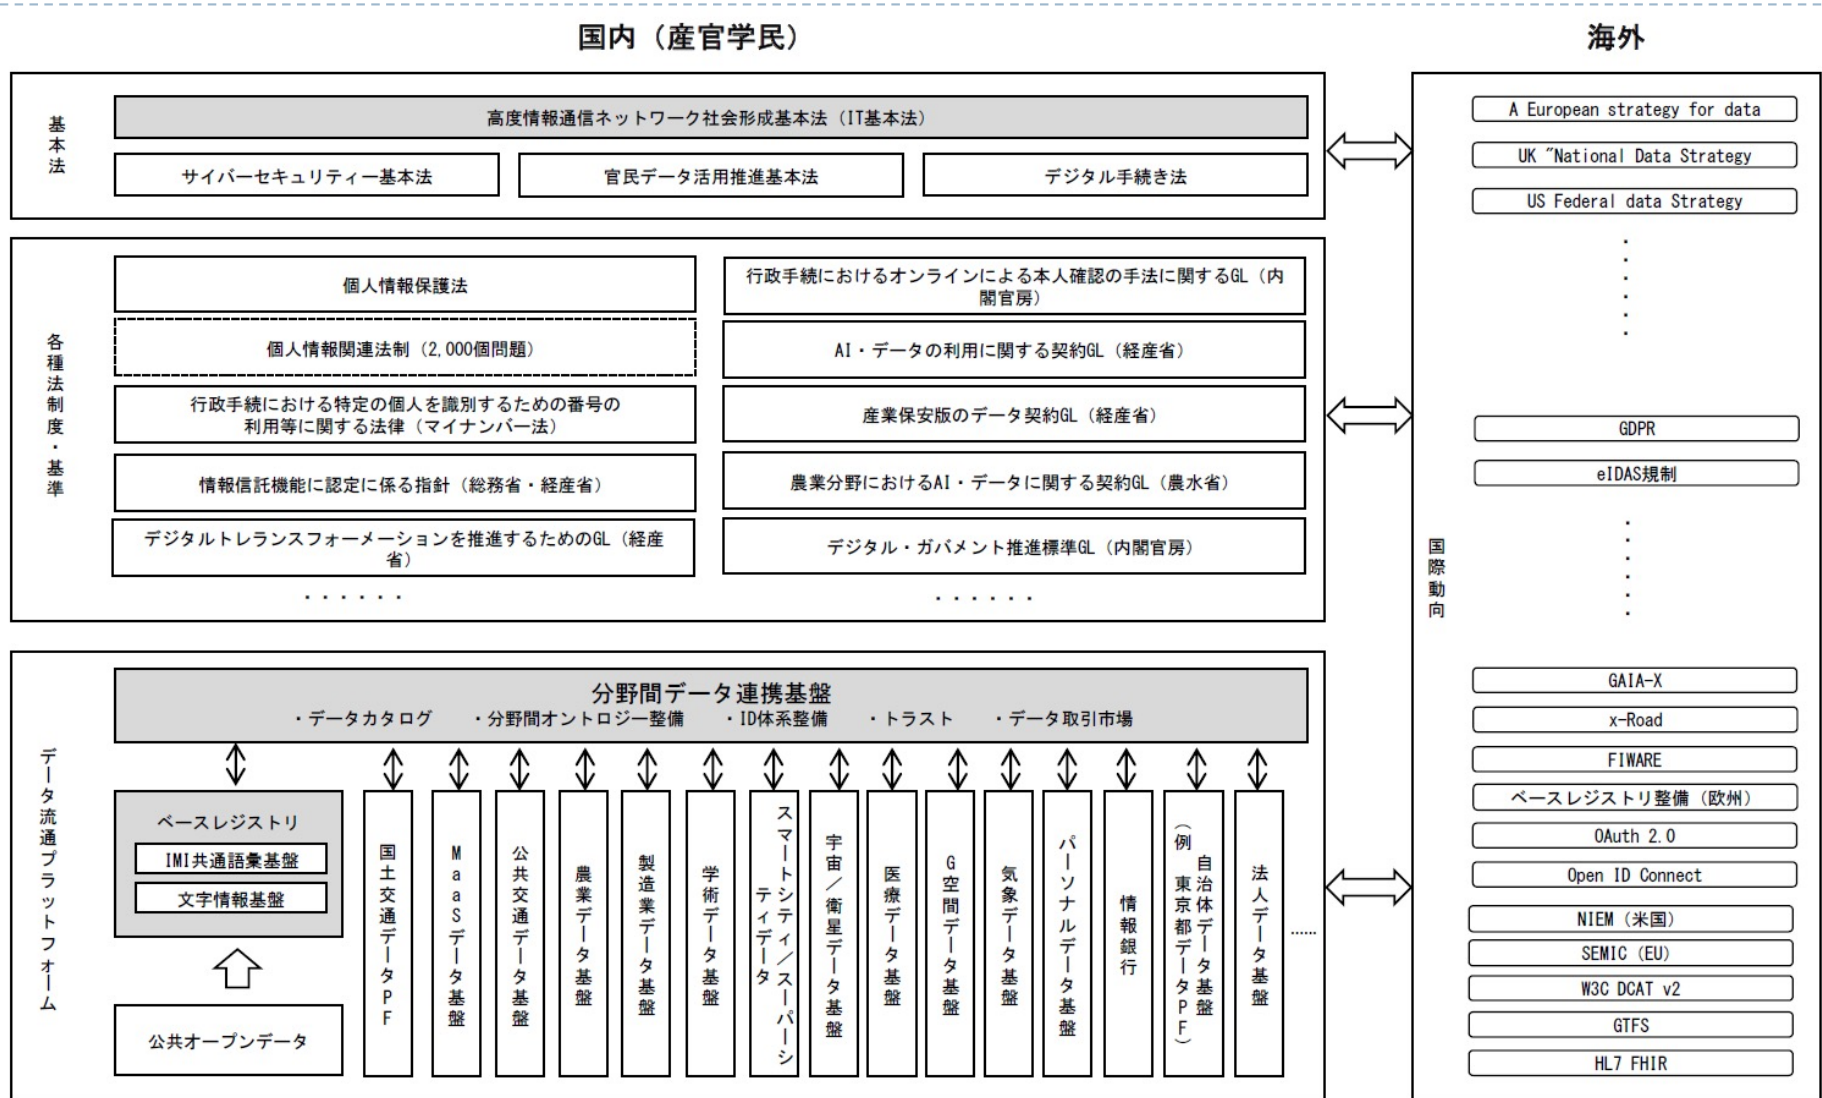 国内（産官学民）
海外
基本法
高度情報通信ネットワーク社会形成基本法（IT基本法）
サイバーセキュリティー基本法
官民データ活用推進基本法
デジタル手続き法
各種法制度・基準
個人情報保護法
個人情報関連法制（2,000個問題）
行政手続における特定の個人を識別するための番号の
利用等に関する法律（マイナンバー法）
情報信託機能に認定に係る指針（総務省・経産省）
デジタルトレランスフォーメーションを推進するためのGL（経産
省）
・・・・・・
行政手続におけるオンラインによる本人確認の手法に関するGL（内
閣官房）
AI・データの利用に関する契約GL（経産省）
産業保安版のデータ契約GL（経産省）
農業分野におけるAI・データに関する契約GL（農水省）
デジタル・ガバメント推進標準GL（内閣官房）
・・・・・・
データ流通プラットフォーム
分野間データ連携基盤
・データカタログ ・分野間オントロジー整備 ・ID体系整備 ・トラスト ・データ取引市場
ベースレジストリ
IMI共通語彙基盤
文字情報基盤
公共オープンデータ
国土交通データPF
MaaSデータ基盤
公共交通データ基盤
農業データ基盤
製造業データ基盤
学術データ基盤
スマートシティ／スーパーシ
ティデータ
宇宙／衛星データ基盤
医療データ基盤
G空間データ基盤
気象データ基盤
パーソナルデータ基盤
情報銀行
自治体データ基盤
（例 東京都データPF）
法人データ基盤
……
国際動向
A European strategy for data
UK "National Data Strategy
US Federal data Strategy
・・・・・・
GDPR
eIDAS規制
・・・・・・
GAIA-X
x-Road
FIWARE
ベースレジストリ整備（欧州）
OAuth 2.0
Open ID Connect
NIEM（米国）
SEMIC（EU）
W3C DCAT v2
GTFS
HL7 FHIR